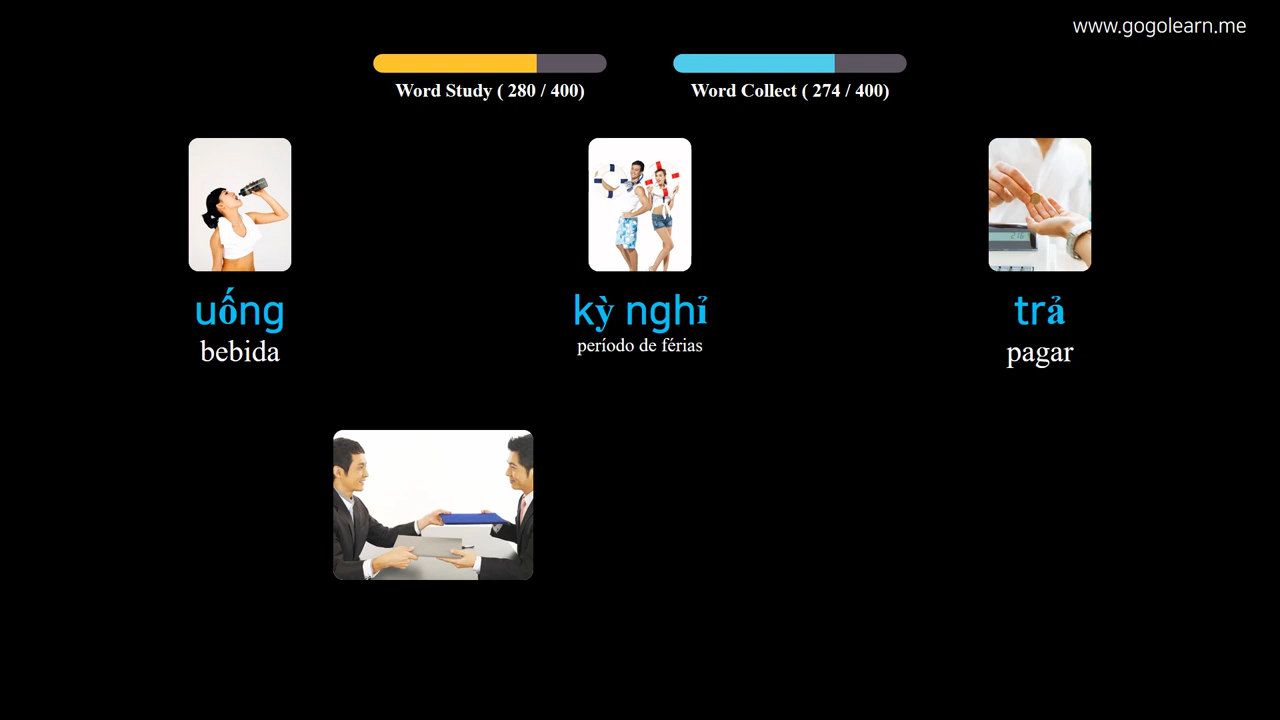 www.gogolearn.me
Word Study ( 280 / 400)
Word Collect ( 274 / 400)
uống
bebida
kỳ nghỉ
período de férias
trả
pagar